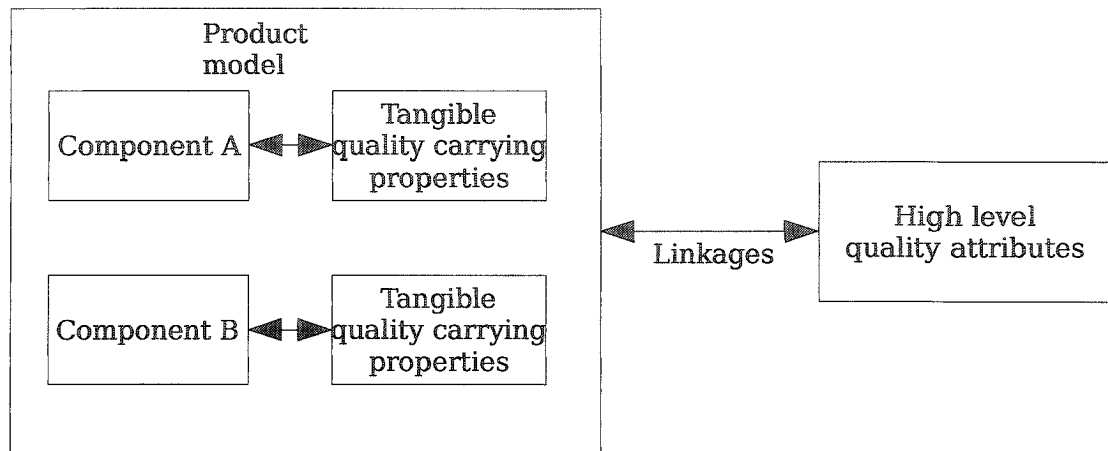 Product
model
Component A
Tangible
quality carrying
properties
Linkages
High level
quality attributes
Component B
Tangible
quality carrying
properties